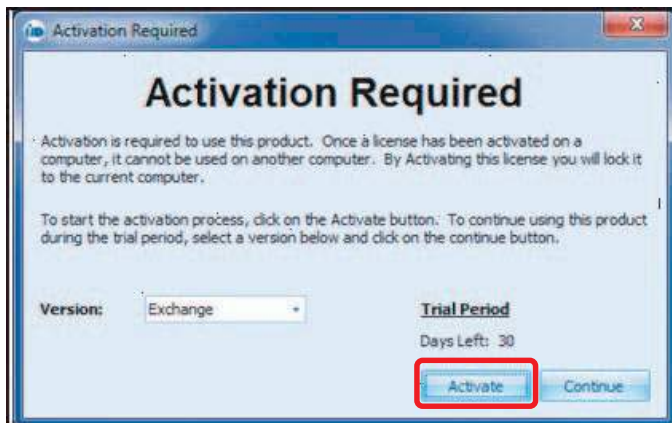 Activation Required
Activation Required
Activation is required to use this product. Once a license has been activated on a
computer, it cannot be used on another computer. By Activating this license you will lock it
to the current computer.
To start the activation process, click on the Activate button. To continue using this product
during the trial period, select a version below and click on the continue button.
Version: Exchange
Trial Period
Days Left: 30
Activate Continue